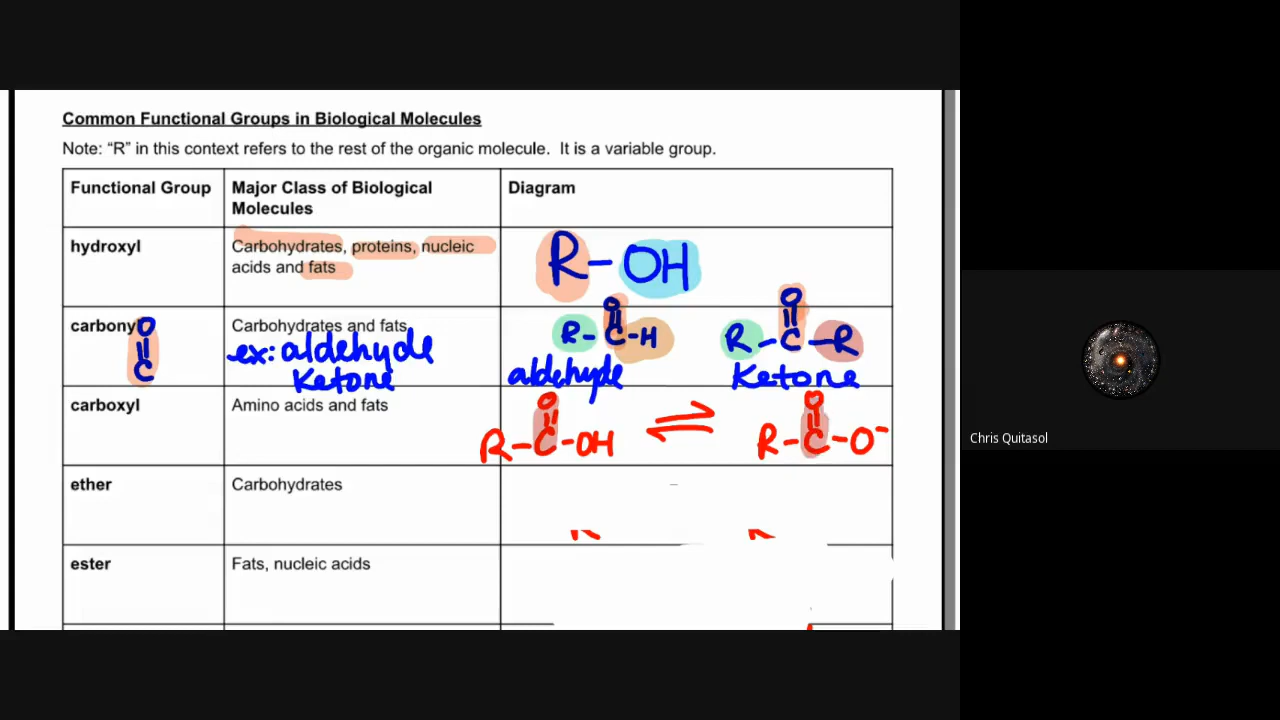 Common Functional Groups in Biological Molecules
Note: “R” in this context refers to the rest of the organic molecule.  It is a variable group.
Functional Group
Major Class of Biological
Molecules
Diagram
hydroxyl
Carbohydrates, proteins, nucleic
acids and fats
R–OH
carbonyl
O
||
C
Carbohydrates and fats
ex: aldehyde
Ketone
O
||
R–C–H
aldehyde
O
||
R–C–R
Ketone
carboxyl
Amino acids and fats
O
||
R–C–OH
⇌
O
||
R–C–O⁻
ether
Carbohydrates
ester
Fats, nucleic acids
Chris Quitasol